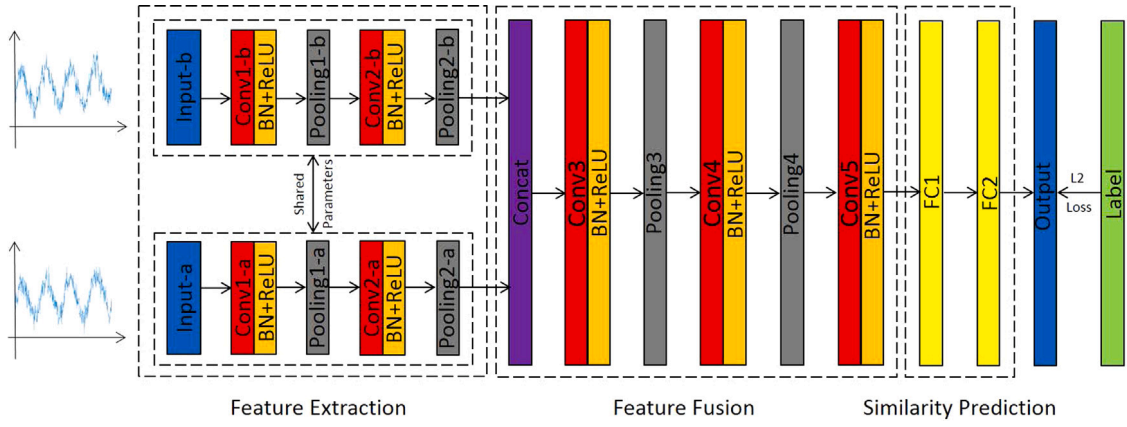 Input-b
Conv1-b
BN+ReLU
Pooling1-b
Conv2-b
BN+ReLU
Pooling2-b
Shared
Parameters
Input-a
Conv1-a
BN+ReLU
Pooling1-a
Conv2-a
BN+ReLU
Pooling2-a
Concat
Conv3
BN+ReLU
Pooling3
Conv4
BN+ReLU
Pooling4
Conv5
BN+ReLU
FC1
FC2
Output
L2
Loss
Label
Feature Extraction
Feature Fusion
Similarity Prediction